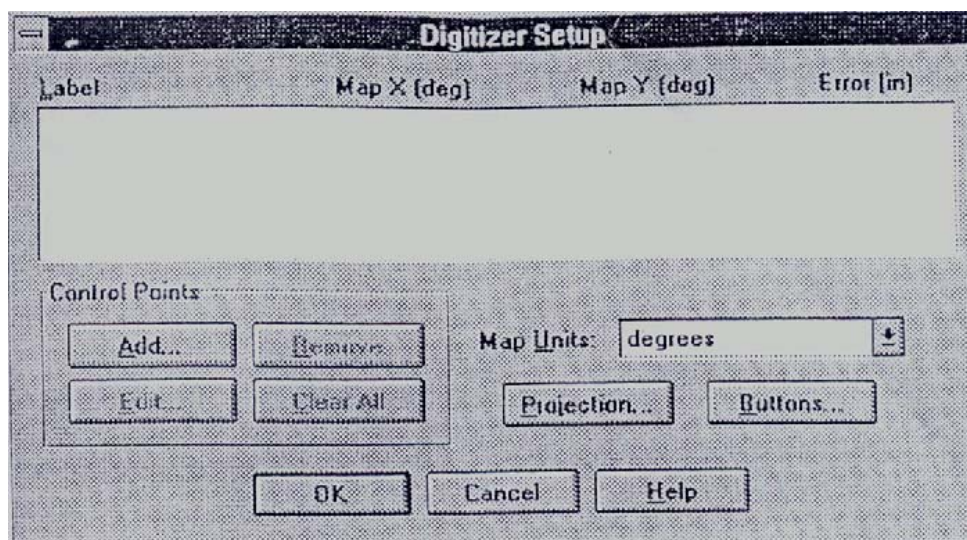 Digitizer Setup
Label Map X (deg) Map Y (deg) Error (in)
Control Points
Add... Remove Map Units: degrees
Edit... Clear All Projection... Buttons...
OK Cancel Help